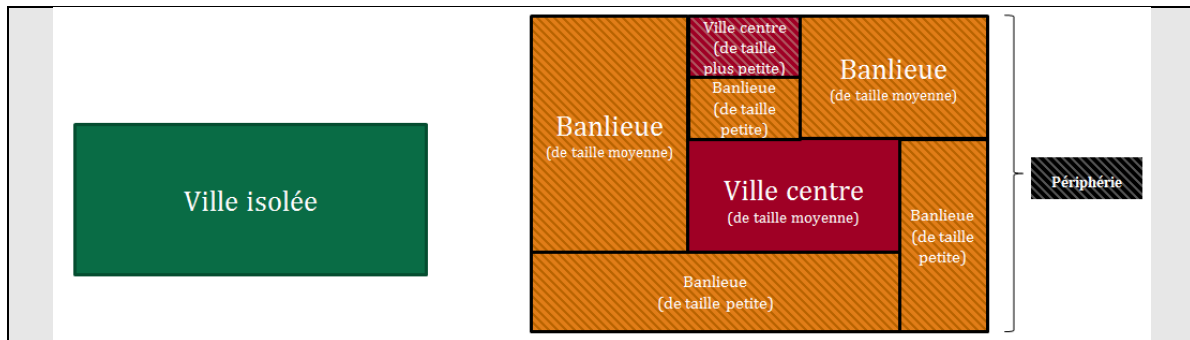 Ville isolée
Banlieue
(de taille moyenne)
Ville centre
(de taille
plus petite)
Banlieue
(de taille
petite)
Banlieue
(de taille moyenne)
Ville centre
(de taille moyenne)
Banlieue
(de taille
petite)
Banlieue
(de taille petite)
Périphérie